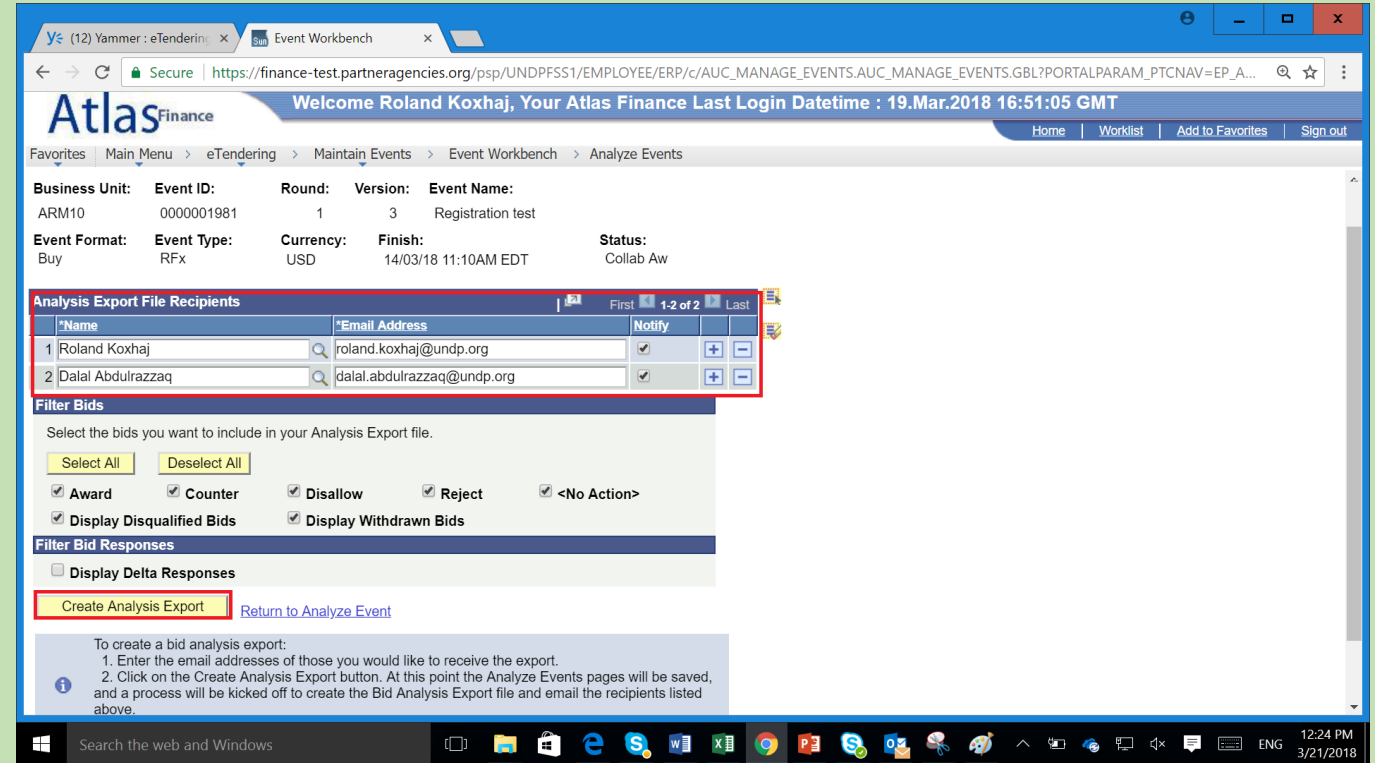 (12) Yammer : eTendering
Event Workbench
Secure https://finance-test.partneragencies.org/psp/UNDPFSS1/EMPLOYEE/ERP/c/AUC_MANAGE_EVENTS.AUC_MANAGE_EVENTS.GBL?PORTALPARAM_PTCNAV=EP_A...
Atlas Finance
Welcome Roland Koxhaj, Your Atlas Finance Last Login Datetime : 19.Mar.2018 16:51:05 GMT
Home | Worklist | Add to Favorites | Sign out
Favorites Main Menu > eTendering > Maintain Events > Event Workbench > Analyze Events
Business Unit: Event ID: Round: Version: Event Name:
ARM10 0000001981 1 3 Registration test
Event Format: Event Type: Currency: Finish: Status:
Buy RFx USD 14/03/18 11:10AM EDT Collab Aw
Analysis Export File Recipients | First 1-2 of 2 Last
*Name *Email Address Notify
1 Roland Koxhaj roland.koxhaj@undp.org
2 Dalal Abdulrazzaq dalal.abdulrazzaq@undp.org
Filter Bids
Select the bids you want to include in your Analysis Export file.
Select All Deselect All
Award Counter Disallow Reject <No Action>
Display Disqualified Bids Display Withdrawn Bids
Filter Bid Responses
Display Delta Responses
Create Analysis Export Return to Analyze Event
To create a bid analysis export:
1. Enter the email addresses of those you would like to receive the export.
2. Click on the Create Analysis Export button. At this point the Analyze Events pages will be saved,
and a process will be kicked off to create the Bid Analysis Export file and email the recipients listed
above.
Search the web and Windows
ENG
12:24 PM
3/21/2018